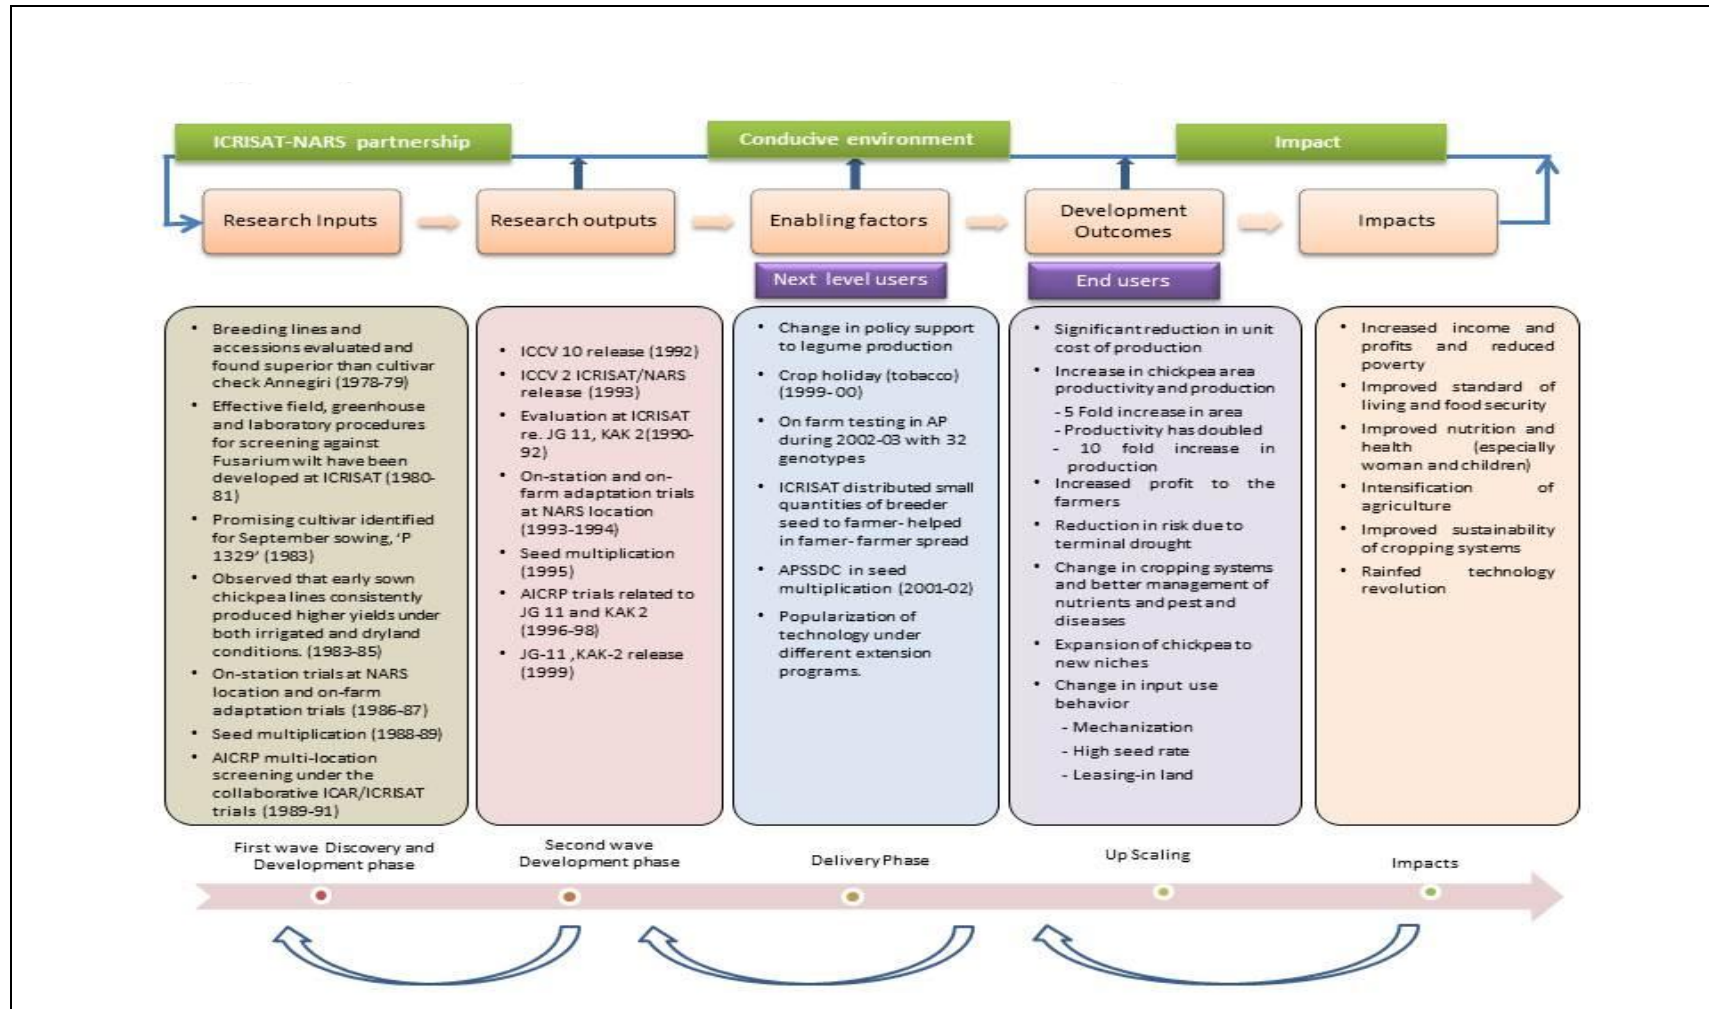 ICRISAT-NARS partnership
Conducive environment
Impact
Research Inputs
Research outputs
Enabling factors
Development
Outcomes
Impacts
Next level users
End users
• Breeding lines and
accessions evaluated and
found superior than cultivar
check Annegiri (1978-79)
• Effective field, greenhouse
and laboratory procedures
for screening against
Fusarium wilt have been
developed at ICRISAT (1980-
81)
• Promising cultivar identified
for September sowing, ‘P
1329’ (1983)
• Observed that early sown
chickpea lines consistently
produced higher yields under
both irrigated and dryland
conditions. (1983-85)
• On-station trials at NARS
location and on-farm
adaptation trials (1986-87)
• Seed multiplication (1988-89)
• AICRP multi-location
screening under the
collaborative ICAR/ICRISAT
trials (1989-91)
• ICCV 10 release (1992)
• ICCV 2 ICRISAT/NARS
release (1993)
• Evaluation at ICRISAT
re. JG 11, KAK 2(1990-
92)
• On-station and on-
farm adaptation trials
at NARS location
(1993-1994)
• Seed multiplication
(1995)
• AICRP trials related to
JG 11 and KAK 2
(1996-98)
• JG-11 ,KAK-2 release
(1999)
• Change in policy support
to legume production
• Crop holiday (tobacco)
(1999- 00)
• On farm testing in AP
during 2002-03 with 32
genotypes
• ICRISAT distributed small
quantities of breeder
seed to farmer- helped
in famer- farmer spread
• APSSDC in seed
multiplication (2001-02)
• Popularization of
technology under
different extension
programs.
• Significant reduction in unit
cost of production
• Increase in chickpea area
productivity and production
- 5 Fold increase in area
- Productivity has doubled
- 10 fold increase in
production
• Increased profit to the
farmers
• Reduction in risk due to
terminal drought
• Change in cropping systems
and better management of
nutrients and pest and
diseases
• Expansion of chickpea to
new niches
• Change in input use
behavior
- Mechanization
- High seed rate
- Leasing-in land
• Increased income and
profits and reduced
poverty
• Improved standard of
living and food security
• Improved nutrition and
health (especially
woman and children)
• Intensification of
agriculture
• Improved sustainability
of cropping systems
• Rainfed technology
revolution
First wave Discovery and
Development phase
Second wave
Development phase
Delivery Phase
Up Scaling
Impacts